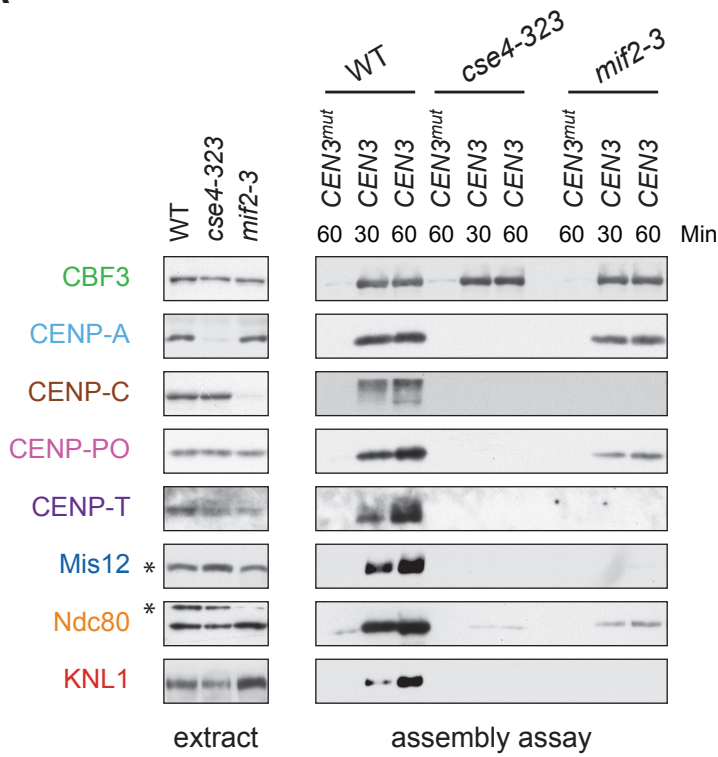 WT cse4-323 mif2-3
CEN3mut CEN3 CEN3 CEN3mut CEN3 CEN3 CEN3mut CEN3 CEN3
WT cse4-323 mif2-3
60 30 60 60 30 60 60 30 60 Min
CBF3
CENP-A
CENP-C
CENP-PO
CENP-T
Mis12 *
Ndc80 *
KNL1
extract assembly assay